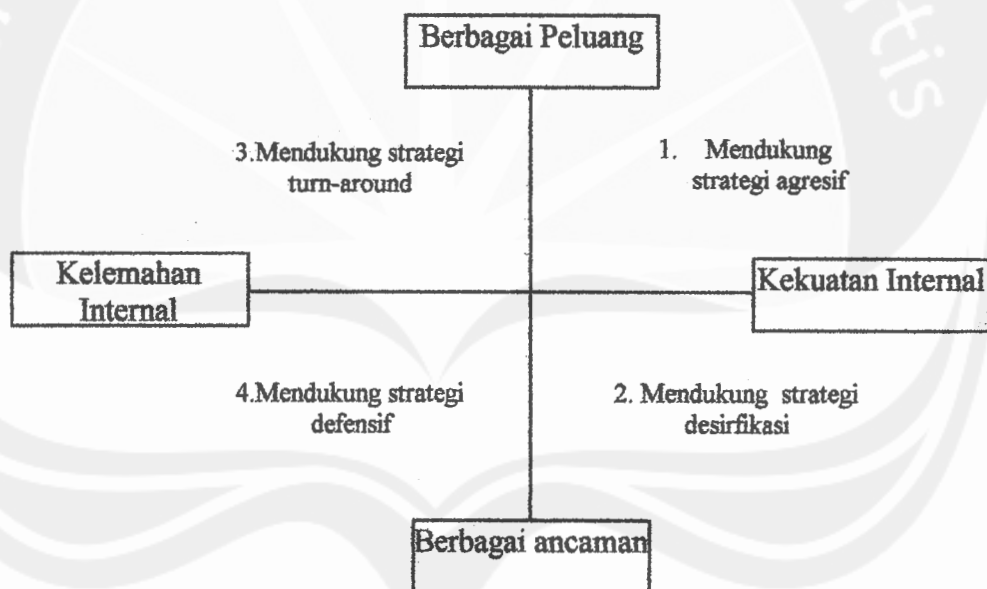 Berbagai Peluang
3.Mendukung strategi
turn-around
1. Mendukung
strategi agresif
Kelemahan
Internal
Kekuatan Internal
4.Mendukung strategi
defensif
2. Mendukung strategi
desirfikasi
Berbagai ancaman
tis